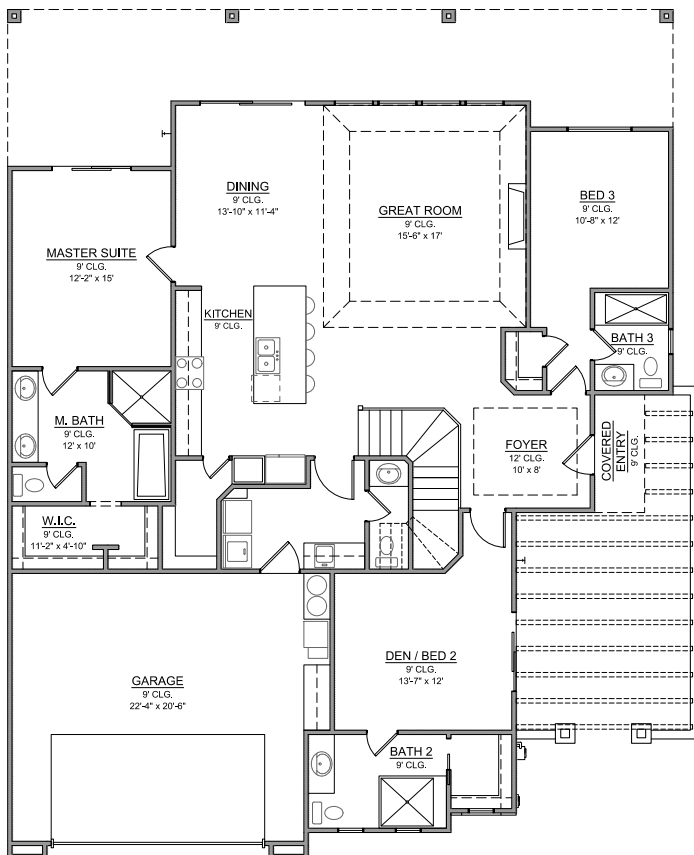 DINING
9' CLG.
13'-10" x 11'-4"
GREAT ROOM
9' CLG.
15'-6" x 17'
BED 3
9' CLG.
10'-8" x 12'
MASTER SUITE
9' CLG.
12'-2" x 15'
KITCHEN
9' CLG.
BATH 3
9' CLG.
M. BATH
9' CLG.
12' x 10'
FOYER
12' CLG.
10' x 8'
COVERED
ENTRY
9' CLG.
W.I.C.
9' CLG.
11'-2" x 4'-10"
DEN / BED 2
9' CLG.
13'-7" x 12'
GARAGE
9' CLG.
22'-4" x 20'-6"
BATH 2
9' CLG.